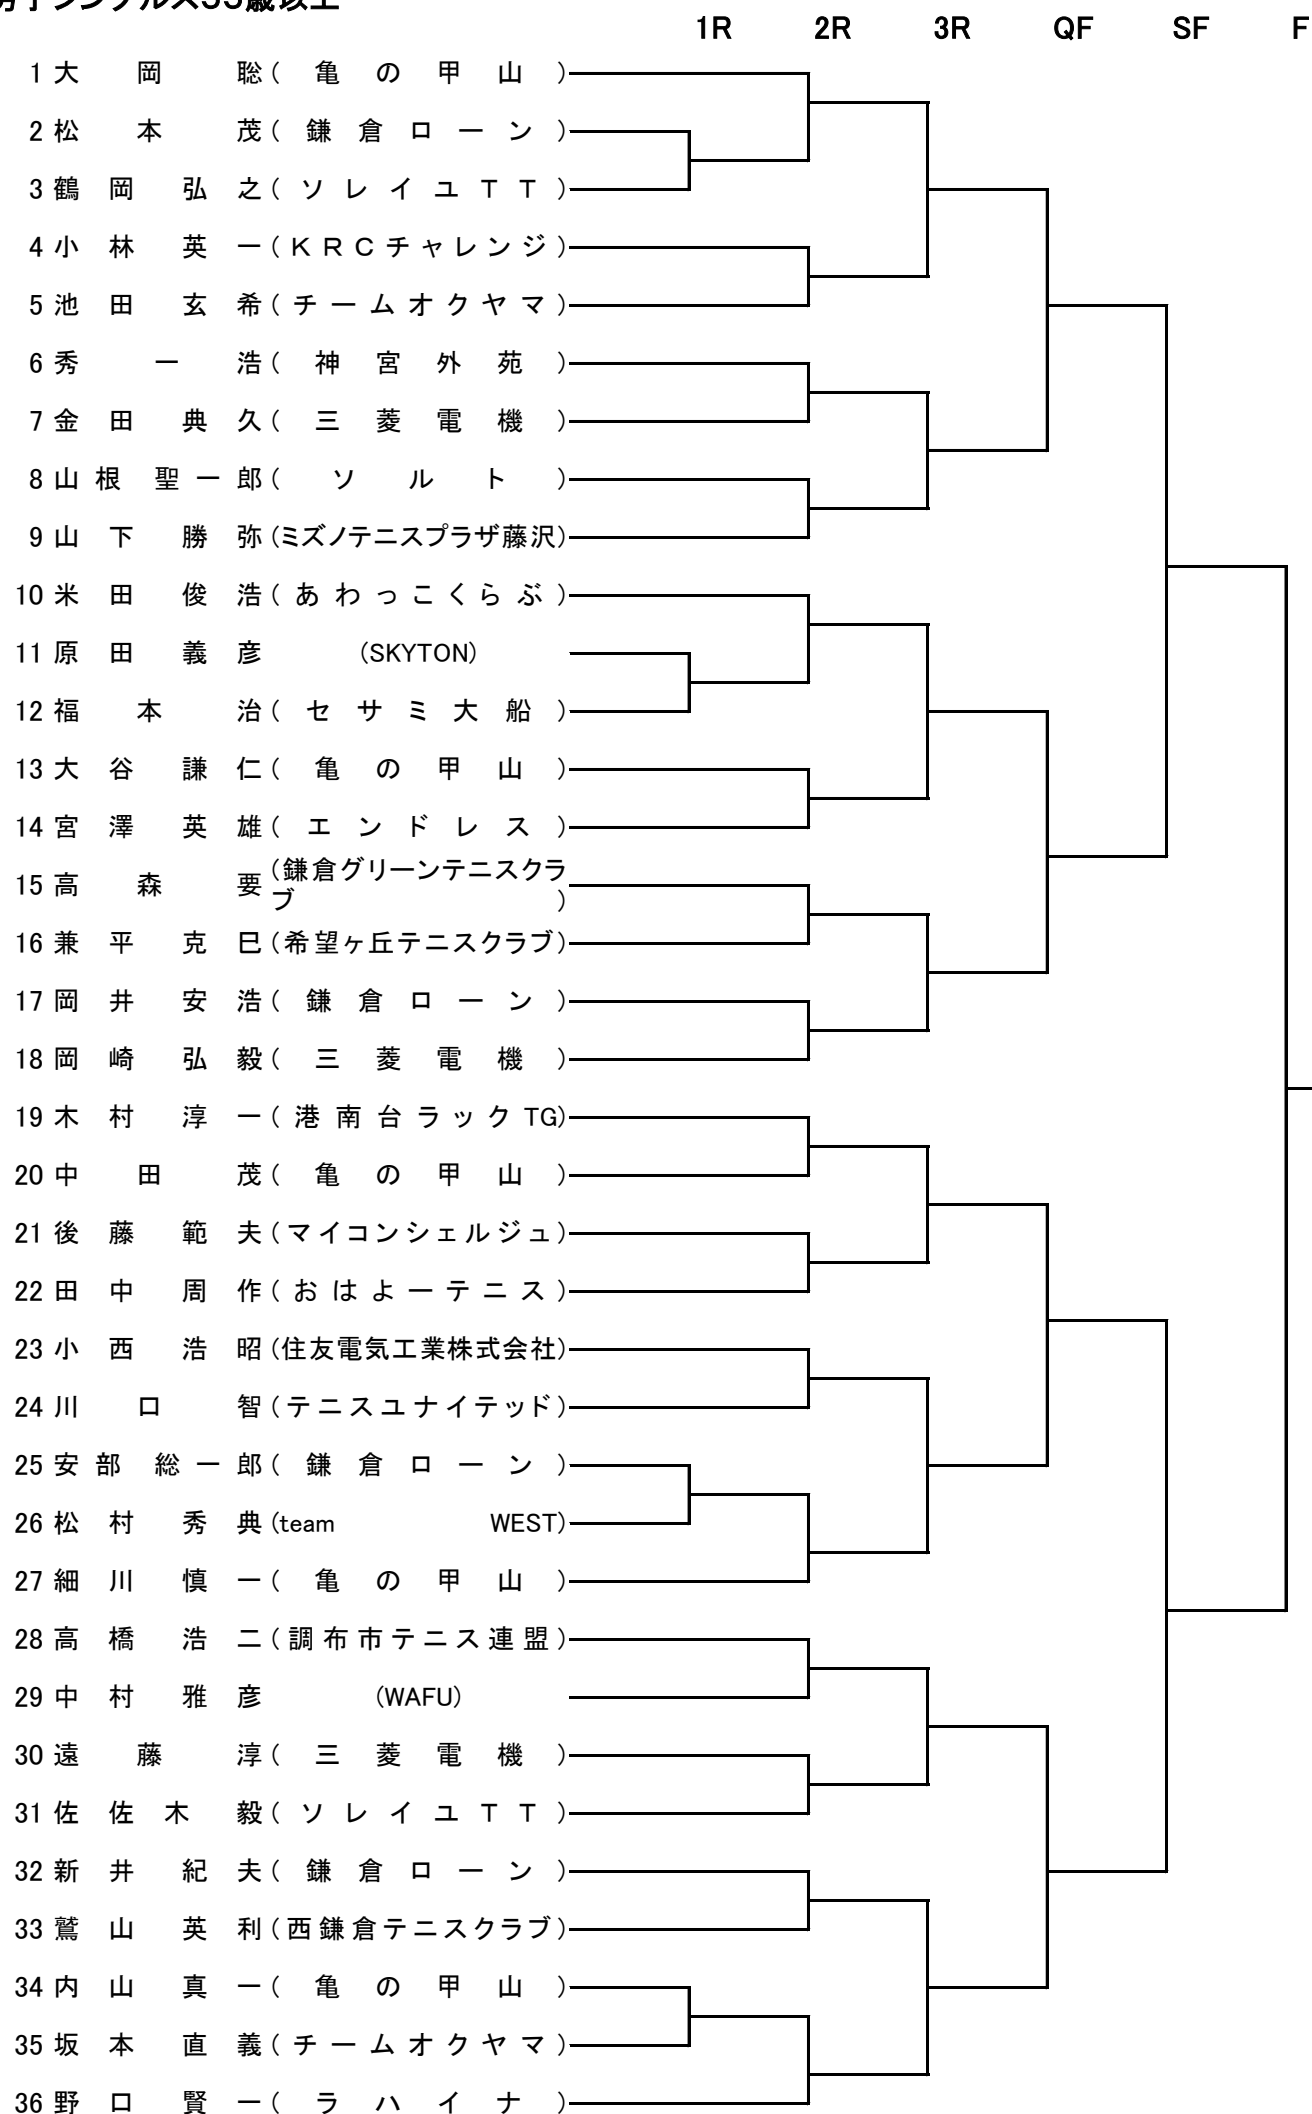 男子シングルス55歳以上
1R 2R 3R QF SF F
1 大岡 聡 (亀の甲山)
2 松本 茂 (鎌倉ローン)
3 鶴岡 弘之 (ソレイユTT)
4 小林 英一 (KRCチャレンジ)
5 池田 玄希 (チームオクヤマ)
6 秀 一浩 (神宮外苑)
7 金田 典久 (三菱電機)
8 山根 聖一郎 (ソルト)
9 山下 勝弥 (ミズノテニスプラザ藤沢)
10 米田 俊浩 (あわっこくらぶ)
11 原田 義彦 (SKYTON)
12 福本 治 (セサミ大船)
13 大谷 謙仁 (亀の甲山)
14 宮澤 英雄 (エンドレス)
15 高森 要 (鎌倉グリーンテニスクラ
ブ)
16 兼平 克巳 (希望ヶ丘テニスクラブ)
17 岡井 安浩 (鎌倉ローン)
18 岡崎 弘毅 (三菱電機)
19 木村 淳一 (港南台ラックTG)
20 中田 茂 (亀の甲山)
21 後藤 範夫 (マイコンシェルジュ)
22 田中 周作 (おはよーテニス)
23 小西 浩昭 (住友電気工業株式会社)
24 川口 智 (テニスユナイテッド)
25 安部 総一郎 (鎌倉ローン)
26 松村 秀典 (team WEST)
27 細川 慎一 (亀の甲山)
28 高橋 浩二 (調布市テニス連盟)
29 中村 雅彦 (WAFU)
30 遠藤 淳 (三菱電機)
31 佐佐木 毅 (ソレイユTT)
32 新井 紀夫 (鎌倉ローン)
33 鷲山 英利 (西鎌倉テニスクラブ)
34 内山 真一 (亀の甲山)
35 坂本 直義 (チームオクヤマ)
36 野口 賢一 (ラハイナ)